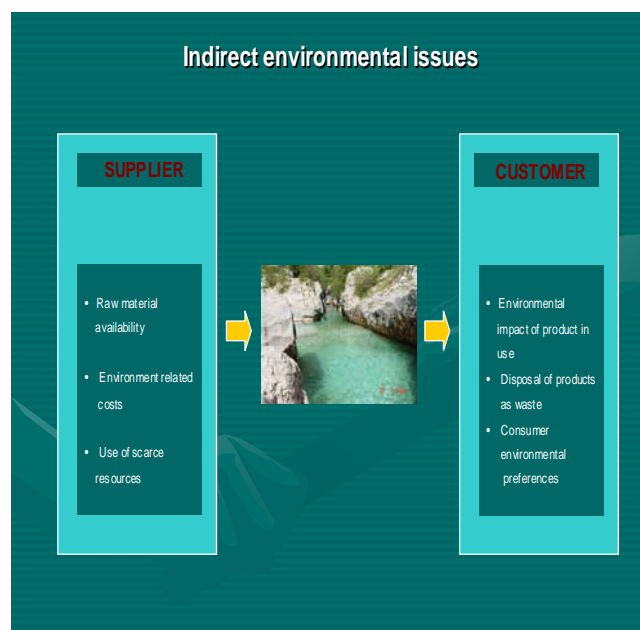 Indirect environmental issues
SUPPLIER
• Raw material
availability
• Environment related
costs
• Use of scarce
resources
CUSTOMER
• Environmental
impact of product in
use
• Disposal of products
as waste
• Consumer
environmental
preferences